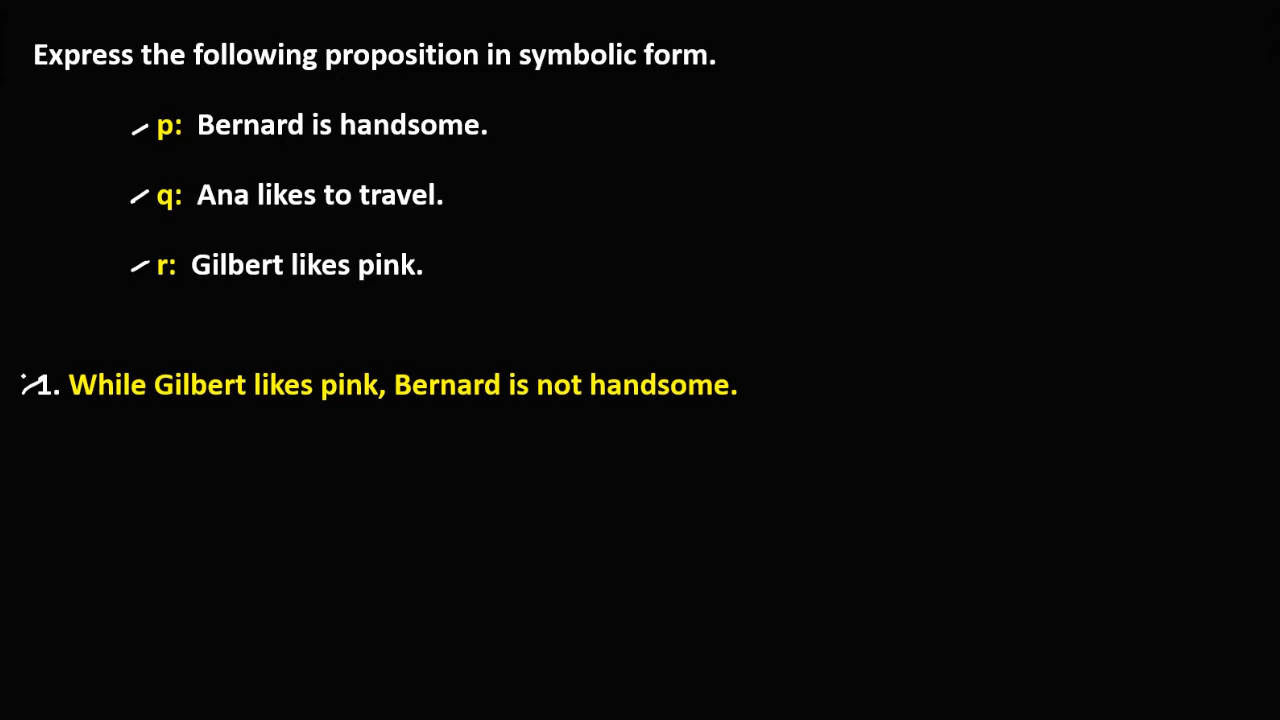 Express the following proposition in symbolic form.
p: Bernard is handsome.
q: Ana likes to travel.
r: Gilbert likes pink.
1. While Gilbert likes pink, Bernard is not handsome.